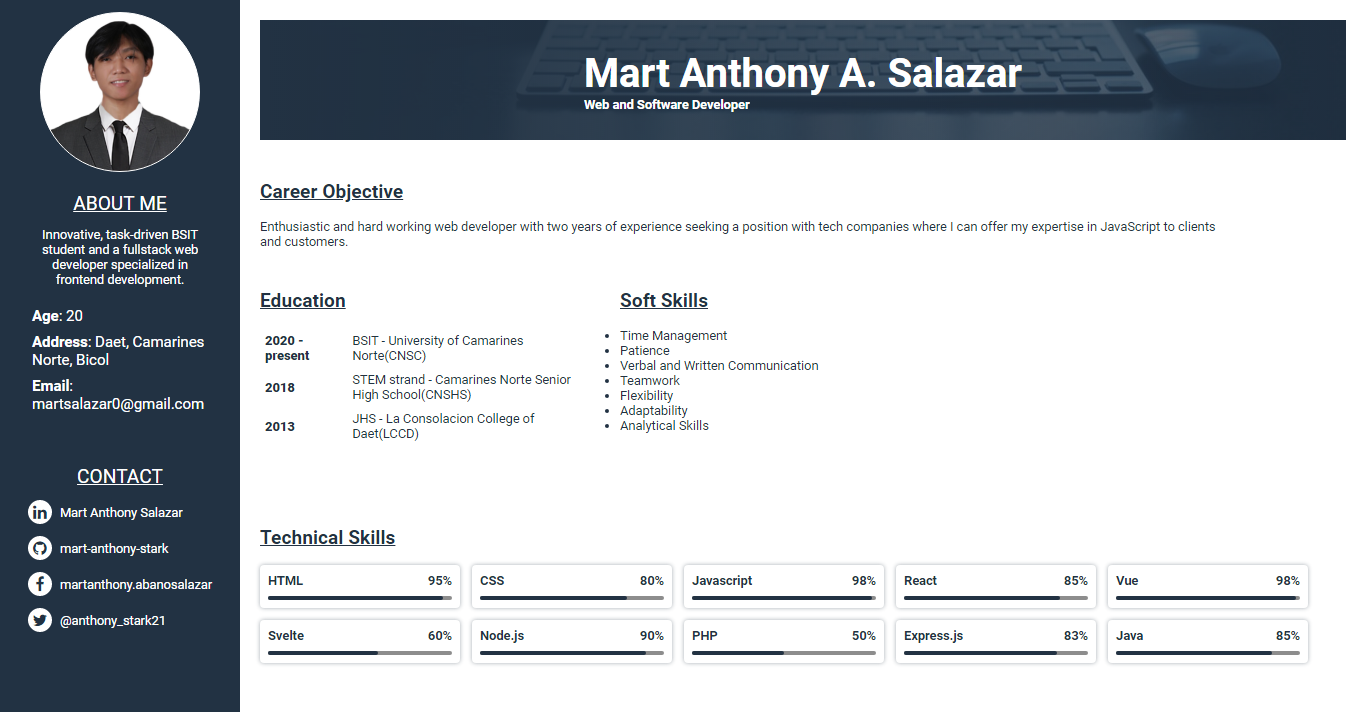 ABOUT ME
Innovative, task-driven BSIT
student and a fullstack web
developer specialized in
frontend development.
Age: 20
Address: Daet, Camarines
Norte, Bicol
Email:
martsalazar0@gmail.com
CONTACT
in Mart Anthony Salazar
mart-anthony-stark
f martanthony.abanosalazar
@anthony_stark21
Mart Anthony A. Salazar
Web and Software Developer
Career Objective
Enthusiastic and hard working web developer with two years of experience seeking a position with tech companies where I can offer my expertise in JavaScript to clients
and customers.
Education
2020 -
present
BSIT - University of Camarines
Norte(CNSC)
2018
STEM strand - Camarines Norte Senior
High School(CNSHS)
2013
JHS - La Consolacion College of
Daet(LCCD)
Soft Skills
• Time Management
• Patience
• Verbal and Written Communication
• Teamwork
• Flexibility
• Adaptability
• Analytical Skills
Technical Skills
HTML 95%
CSS 80%
Javascript 98%
React 85%
Vue 98%
Svelte 60%
Node.js 90%
PHP 50%
Express.js 83%
Java 85%